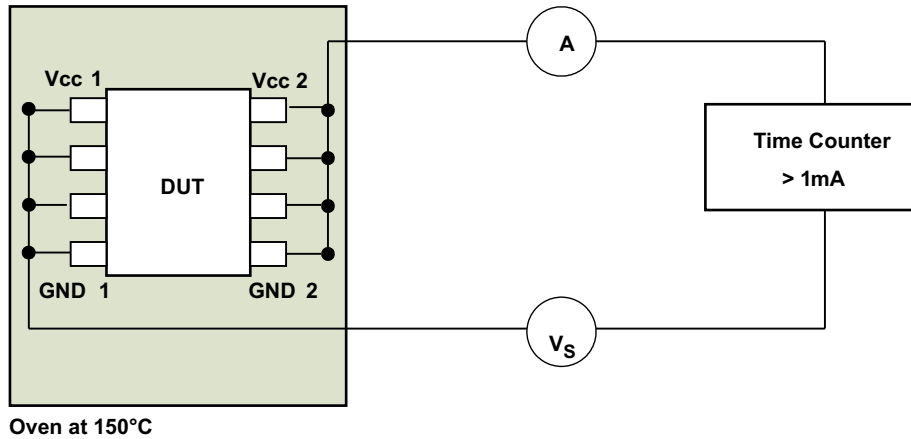 A
Vcc 1
Vcc 2
Time Counter
> 1mA
DUT
GND 1
GND 2
VS
Oven at 150°C